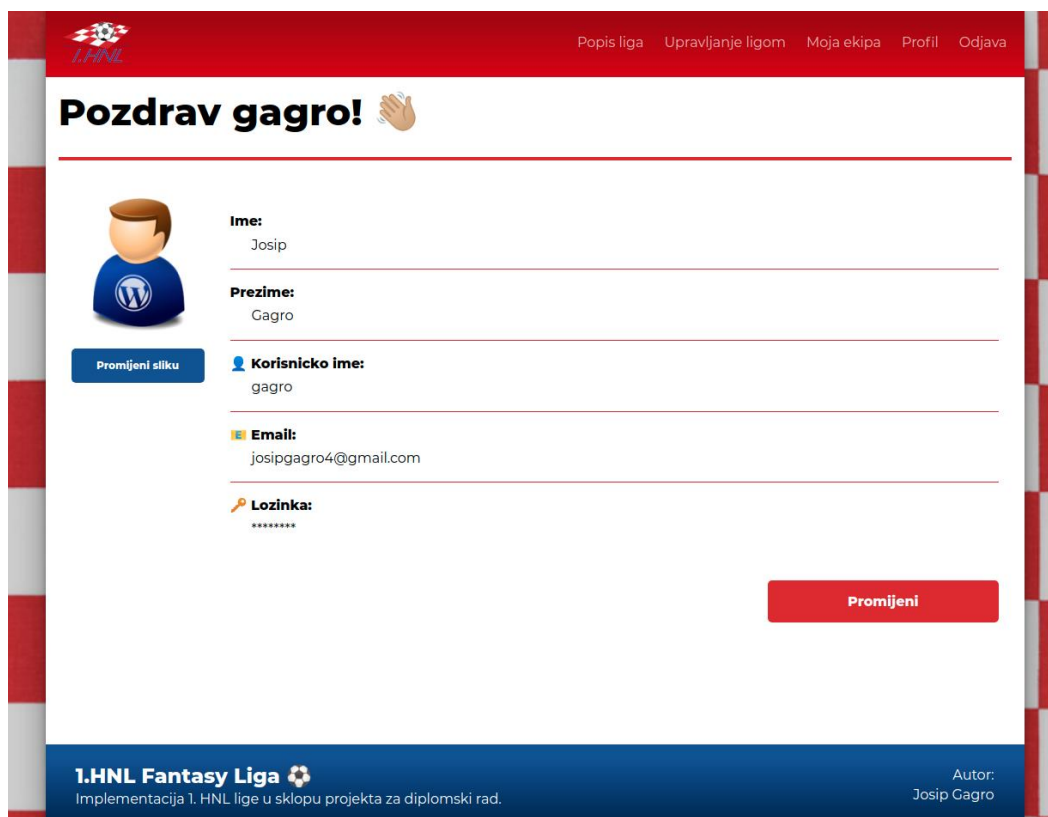 1.HNL
Popis liga Upravljanje ligom Moja ekipa Profil Odjava
Pozdrav gagro! 👋🏼
Ime:
Josip
Prezime:
Gagro
Promijeni sliku
👤 Korisnicko ime:
gagro
📧 Email:
josipgagro4@gmail.com
🔑 Lozinka:
********
Promijeni
1.HNL Fantasy Liga ⚽
Implementacija 1. HNL lige u sklopu projekta za diplomski rad.
Autor:
Josip Gagro